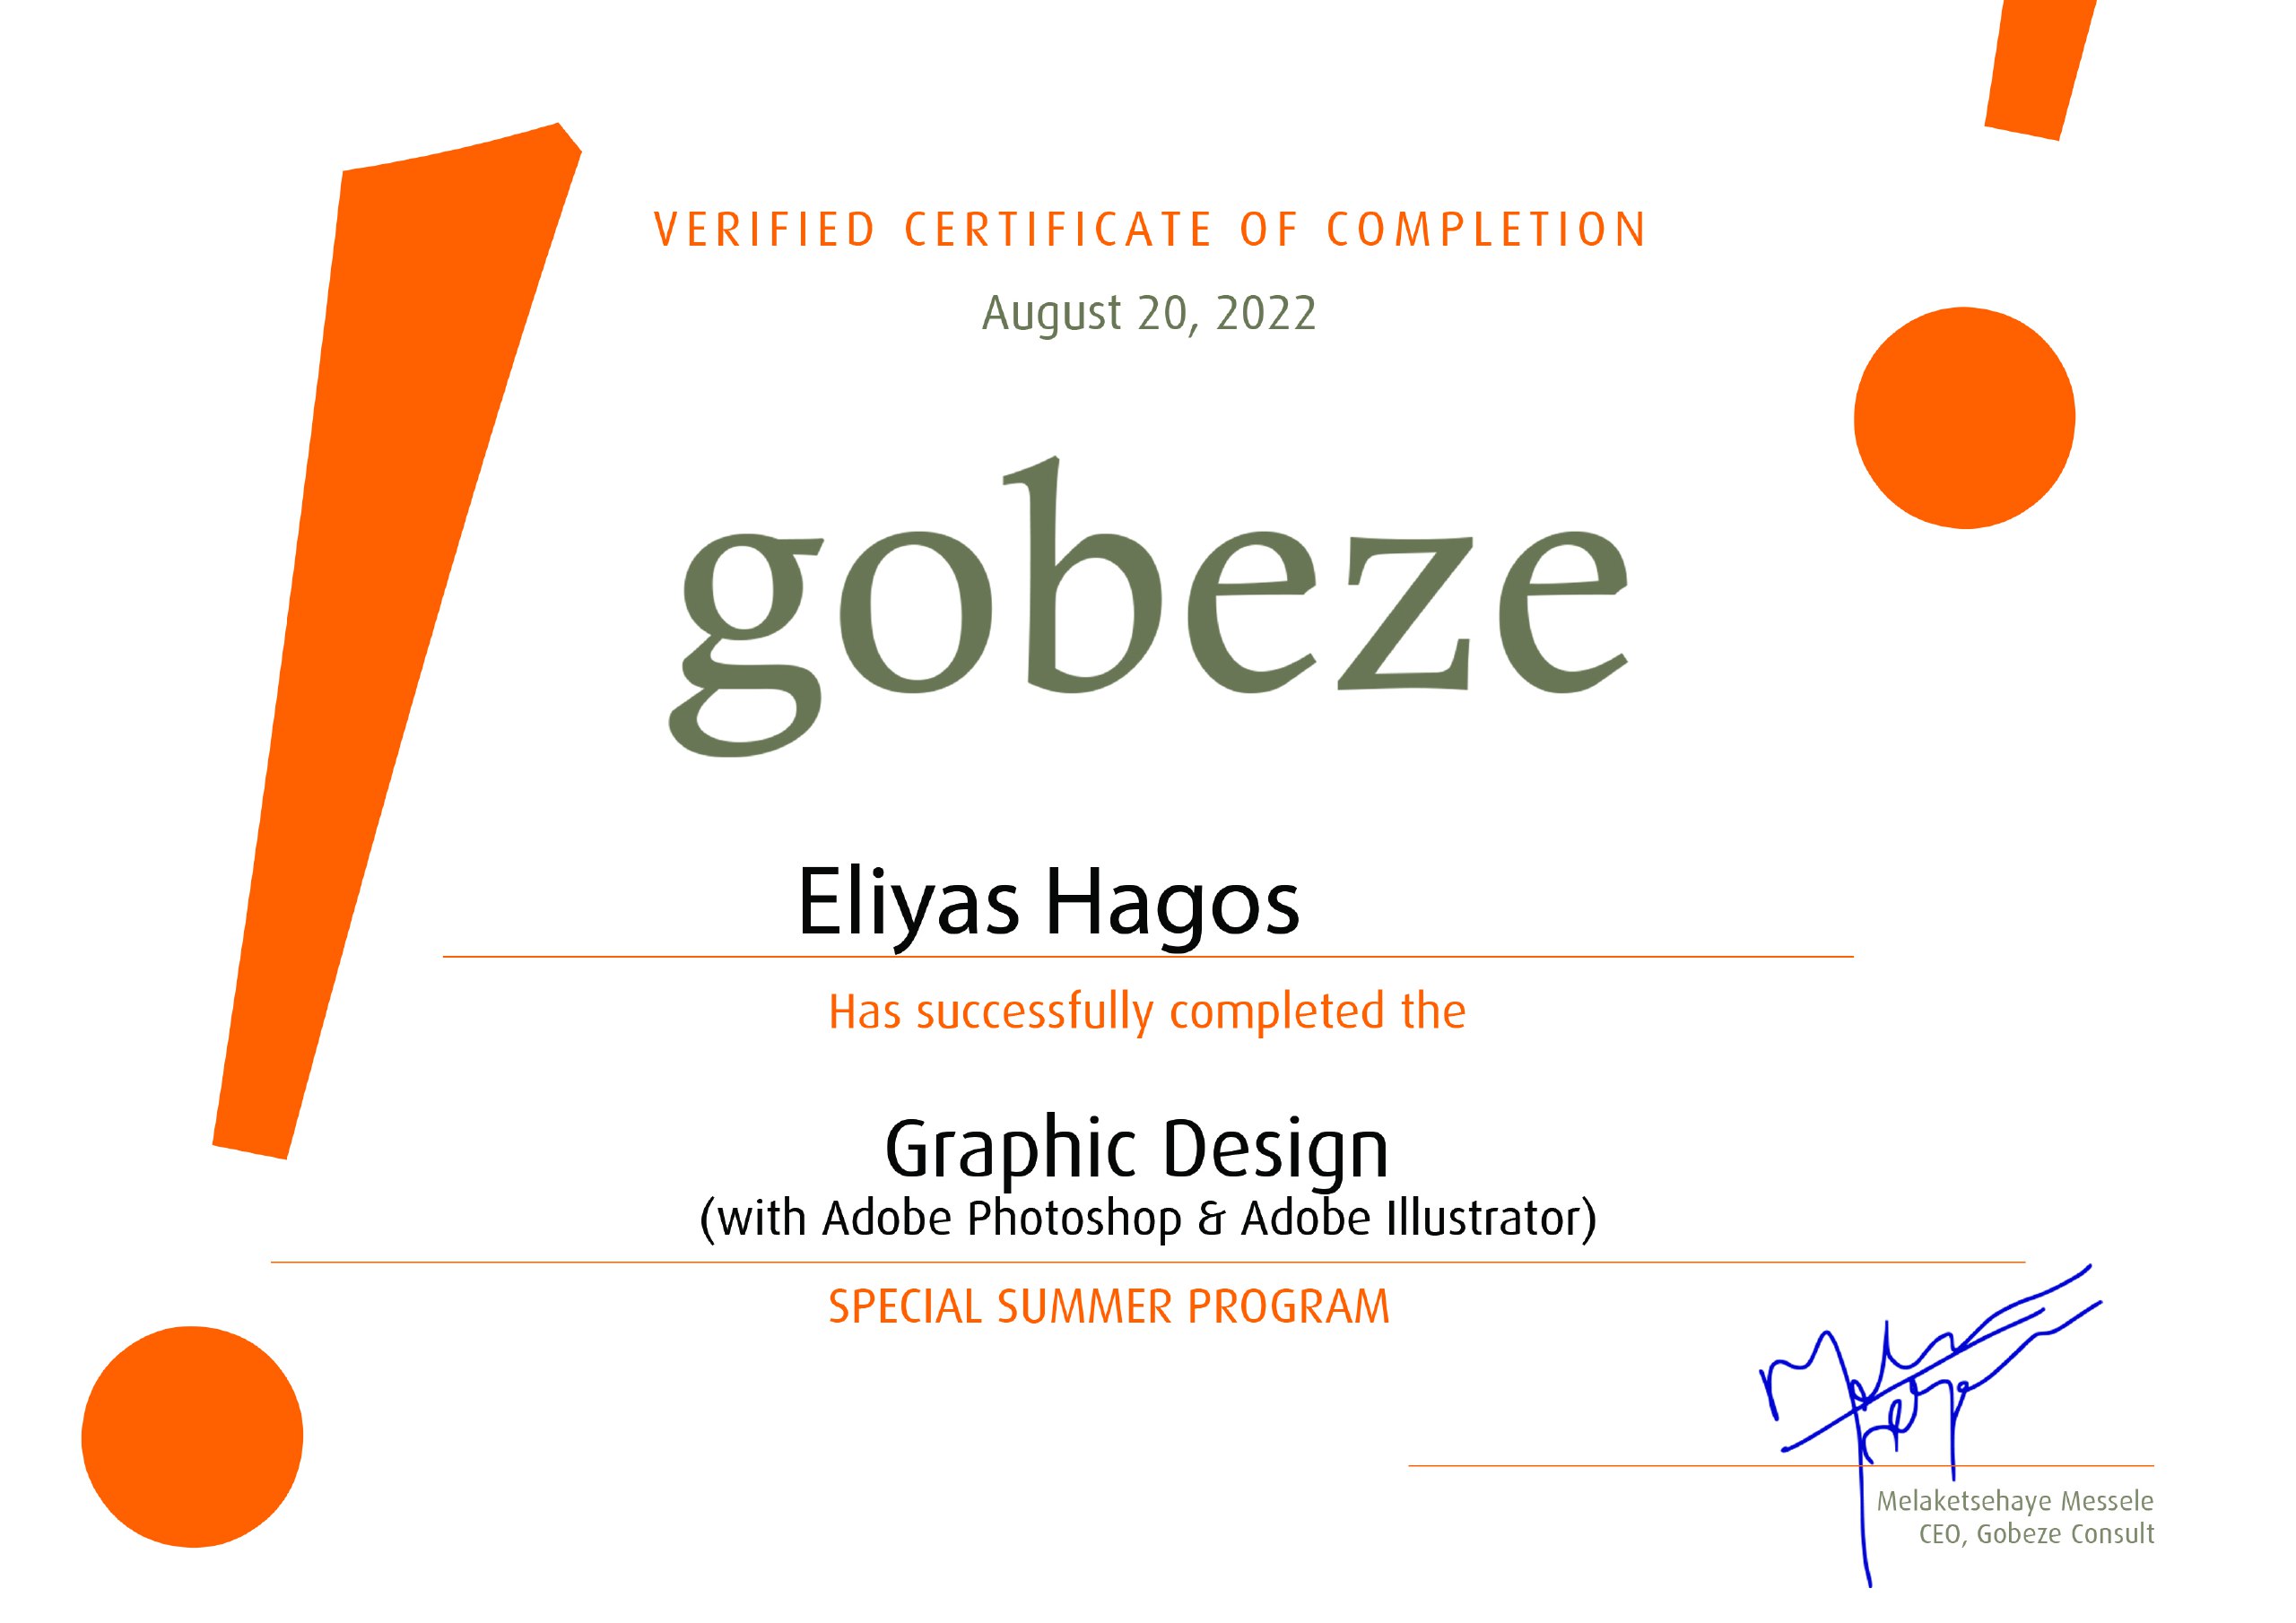 VERIFIED CERTIFICATE OF COMPLETION
August 20, 2022
gobeze
Eliyas Hagos
Has successfully completed the
Graphic Design
(with Adobe Photoshop & Adobe Illustrator)
SPECIAL SUMMER PROGRAM
Melaketsehaye Messele
CEO, Gobeze Consult